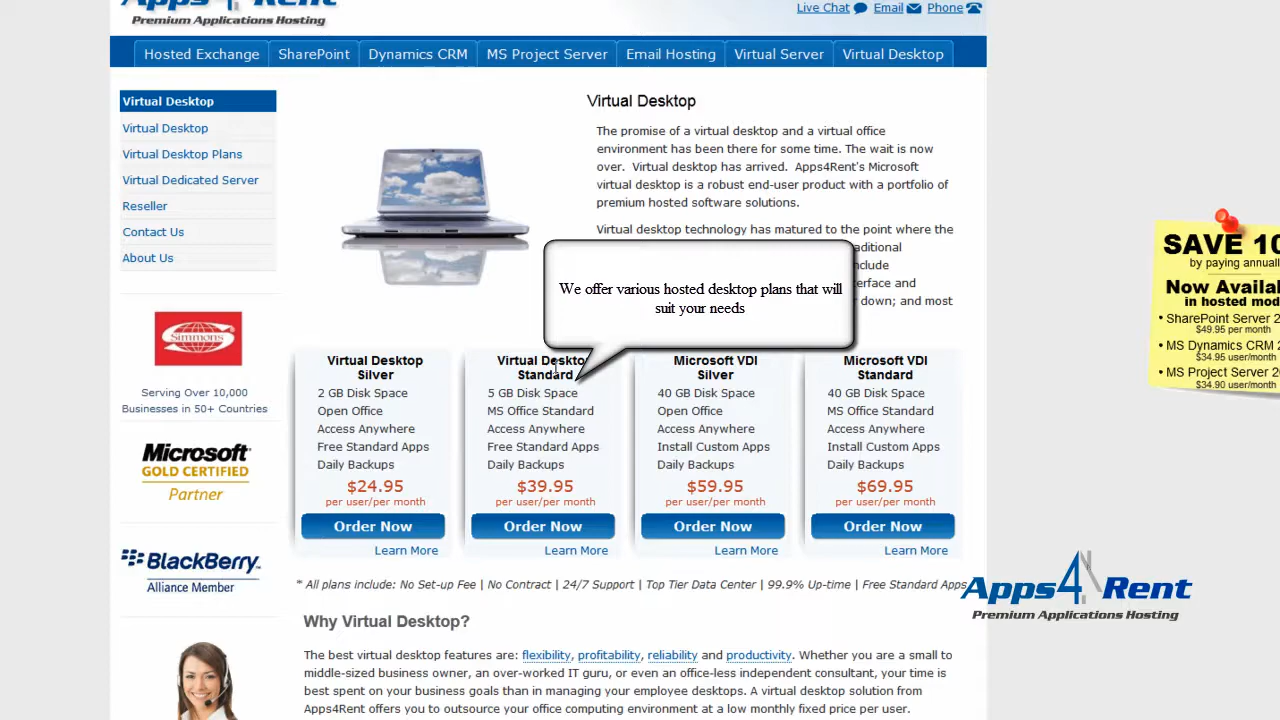 Apps4Rent
Premium Applications Hosting
Live Chat
Email
Phone
Hosted Exchange
SharePoint
Dynamics CRM
MS Project Server
Email Hosting
Virtual Server
Virtual Desktop
Virtual Desktop
Virtual Desktop
Virtual Desktop Plans
Virtual Dedicated Server
Reseller
Contact Us
About Us
Simmons
Serving Over 10,000
Businesses in 50+ Countries
Microsoft
GOLD CERTIFIED
Partner
BlackBerry
Alliance Member
Virtual Desktop
The promise of a virtual desktop and a virtual office
environment has been there for some time. The wait is now
over. Virtual desktop has arrived. Apps4Rent's Microsoft
virtual desktop is a robust end-user product with a portfolio of
premium hosted software solutions.
Virtual desktop technology has matured to the point where the
down; and most
We offer various hosted desktop plans that will
suit your needs
Virtual Desktop
Silver
2 GB Disk Space
Open Office
Access Anywhere
Free Standard Apps
Daily Backups
$24.95
per user/per month
Order Now
Learn More
Virtual Deskto
Standard
5 GB Disk Space
MS Office Standard
Access Anywhere
Free Standard Apps
Daily Backups
$39.95
per user/per month
Order Now
Learn More
Microsoft VDI
Silver
40 GB Disk Space
Open Office
Access Anywhere
Install Custom Apps
Daily Backups
$59.95
per user/per month
Order Now
Learn More
Microsoft VDI
Standard
40 GB Disk Space
MS Office Standard
Access Anywhere
Install Custom Apps
Daily Backups
$69.95
per user/per month
Order Now
Learn More
* All plans include: No Set-up Fee | No Contract | 24/7 Support | Top Tier Data Center | 99.9% Up-time | Free Standard Apps
Why Virtual Desktop?
The best virtual desktop features are: flexibility, profitability, reliability and productivity. Whether you are a small to
middle-sized business owner, an over-worked IT guru, or even an office-less independent consultant, your time is
best spent on your business goals than in managing your employee desktops. A virtual desktop solution from
Apps4Rent offers you to outsource your office computing environment at a low monthly fixed price per user.
SAVE 10
by paying annuall
Now Availa
in hosted mod
• SharePoint Server 2
$49.95 per month
• MS Dynamics CRM 2
$34.95 user/month
• MS Project Server 2
$34.90 user/month
Apps4Rent
Premium Applications Hosting